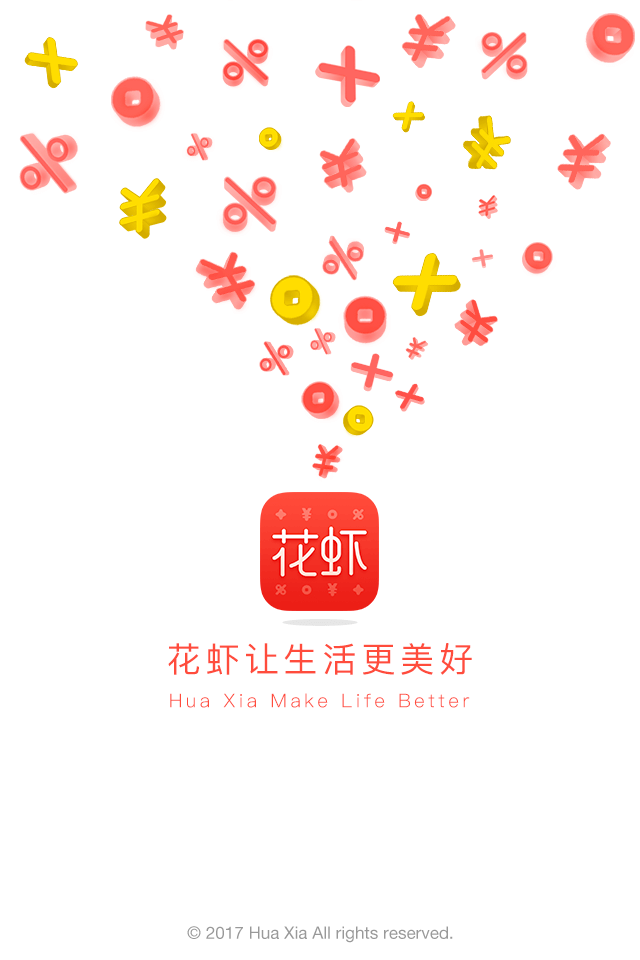 花虾
花虾让生活更美好
Hua Xia Make Life Better
© 2017 Hua Xia All rights reserved.